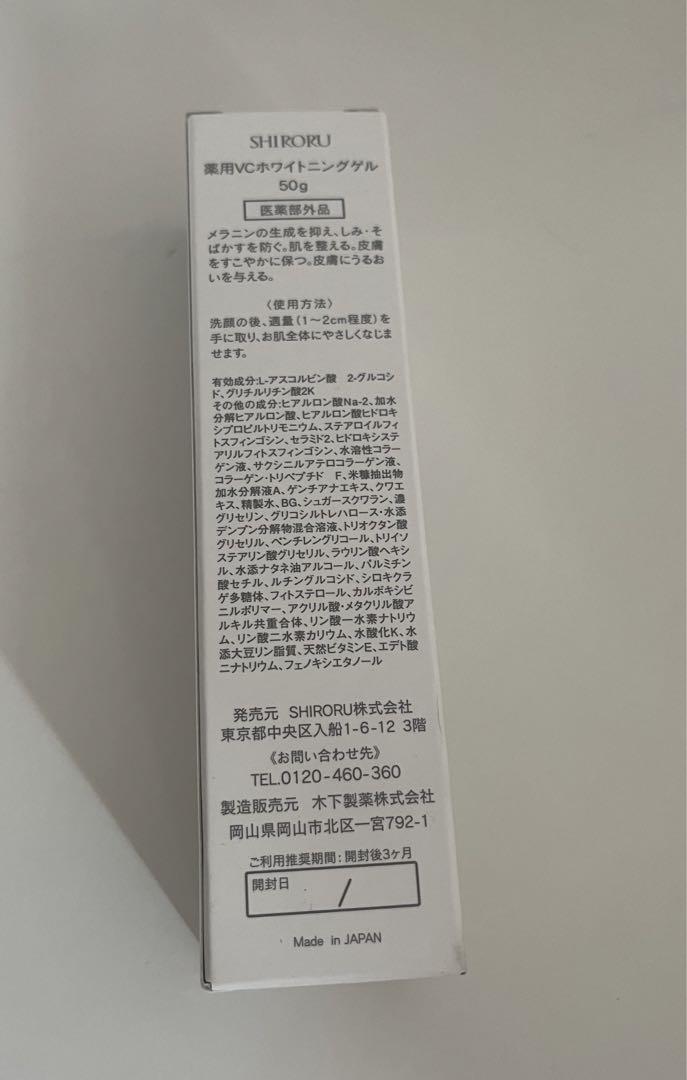 SHIRORU
薬用VCホワイトニングゲル
50g
医薬部外品
メラニンの生成を抑え、しみ・そ
ばかすを防ぐ。肌を整える。皮膚
をすこやかに保つ。皮膚にうるお
いを与える。
〈使用方法〉
洗顔の後、適量(1〜2cm程度)を
手に取り、お肌全体にやさしくなじま
せます。
有効成分:L-アスコルビン酸 2-グルコシ
ド、グリチルリチン酸2K
その他の成分:ヒアルロン酸Na-2、加水
分解ヒアルロン酸、ヒアルロン酸ヒドロキ
シプロピルトリモニウム、ステアロイルフィ
トスフィンゴシン、セラミド2、ヒドロキシステ
アリルフィトスフィンゴシン、水溶性コラー
ゲン液、サクシニルアテロコラーゲン液、
コラーゲン・トリペプチド F、米糠抽出物
加水分解液A、ゲンチアナエキス、クワエ
キス、精製水、BG、シュガースクワラン、濃
グリセリン、グリコシルトレハロース・水添
デンプン分解物混合溶液、トリオクタン酸
グリセリル、ペンチレングリコール、トリイソ
ステアリン酸グリセリル、ラウリン酸ヘキシ
ル、水添ナタネ油アルコール、パルミチン
酸セチル、ルチングルコシド、シロキクラ
ゲ多糖体、フィトステロール、カルボキシビ
ニルポリマー、アクリル酸・メタクリル酸ア
ルキル共重合体、リン酸一水素ナトリウ
ム、リン酸二水素カリウム、水酸化K、水
添大豆リン脂質、天然ビタミンE、エデト酸
二ナトリウム、フェノキシエタノール
発売元 SHIRORU株式会社
東京都中央区入船1-6-12 3階
《お問い合わせ先》
TEL.0120-460-360
製造販売元 木下製薬株式会社
岡山県岡山市北区一宮792-1
ご利用推奨期間:開封後3ヶ月
開封日 /
Made in JAPAN